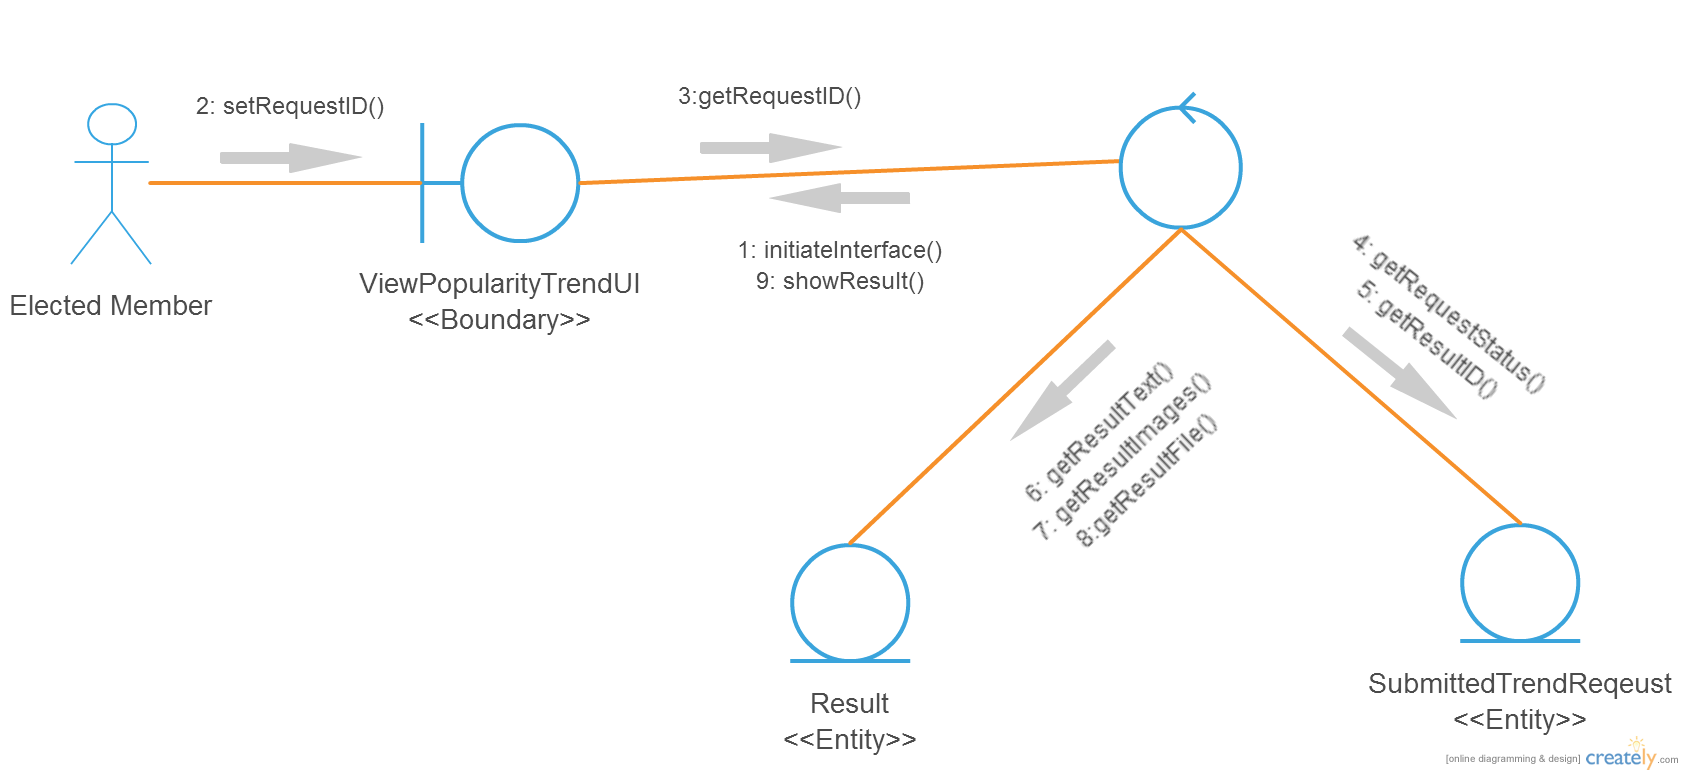 2: setRequestID()
3:getRequestID()
1: initiateInterface()
9: showResult()
Elected Member
ViewPopularityTrendUI
<<Boundary>>
4: getRequestStatus()
5: getResultID()
6: getResultText()
7: getResultImages()
8:getResultFile()
Result
<<Entity>>
SubmittedTrendReqeust
<<Entity>>
[online diagramming & design] creately.com